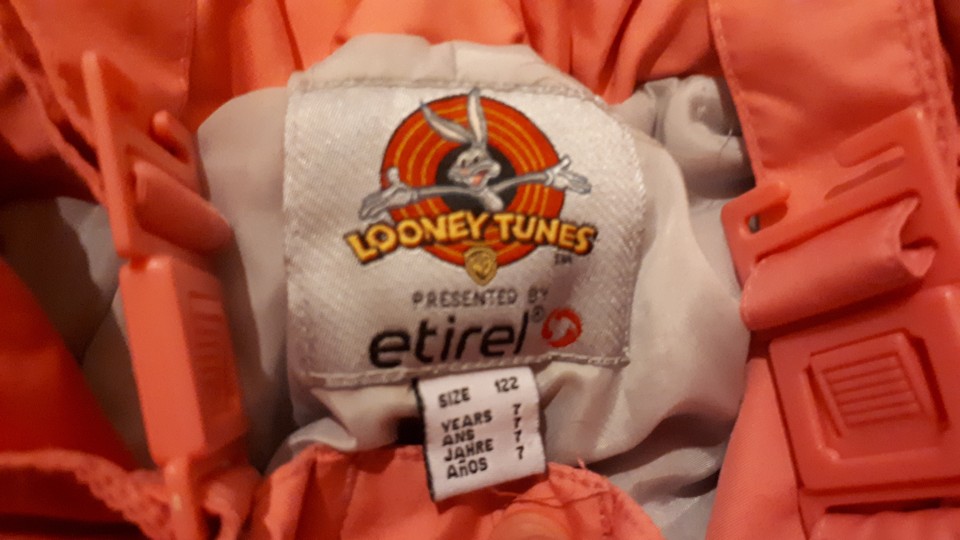 LOONEY TUNES
TM
PRESENTED BY
etirel®
SIZE 122
YEARS 7
ANS 7
JAHRE 7
AñOS 7